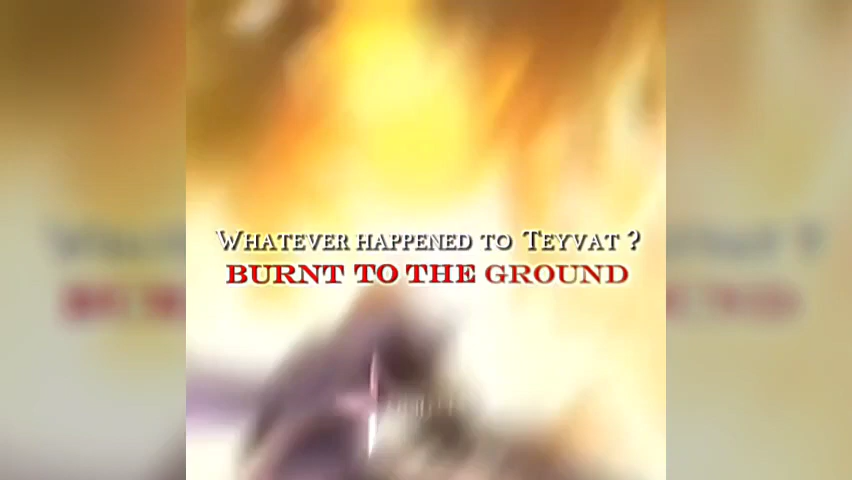 WHATEVER HAPPENED TO TEYVAT ?
BURNT TO THE GROUND